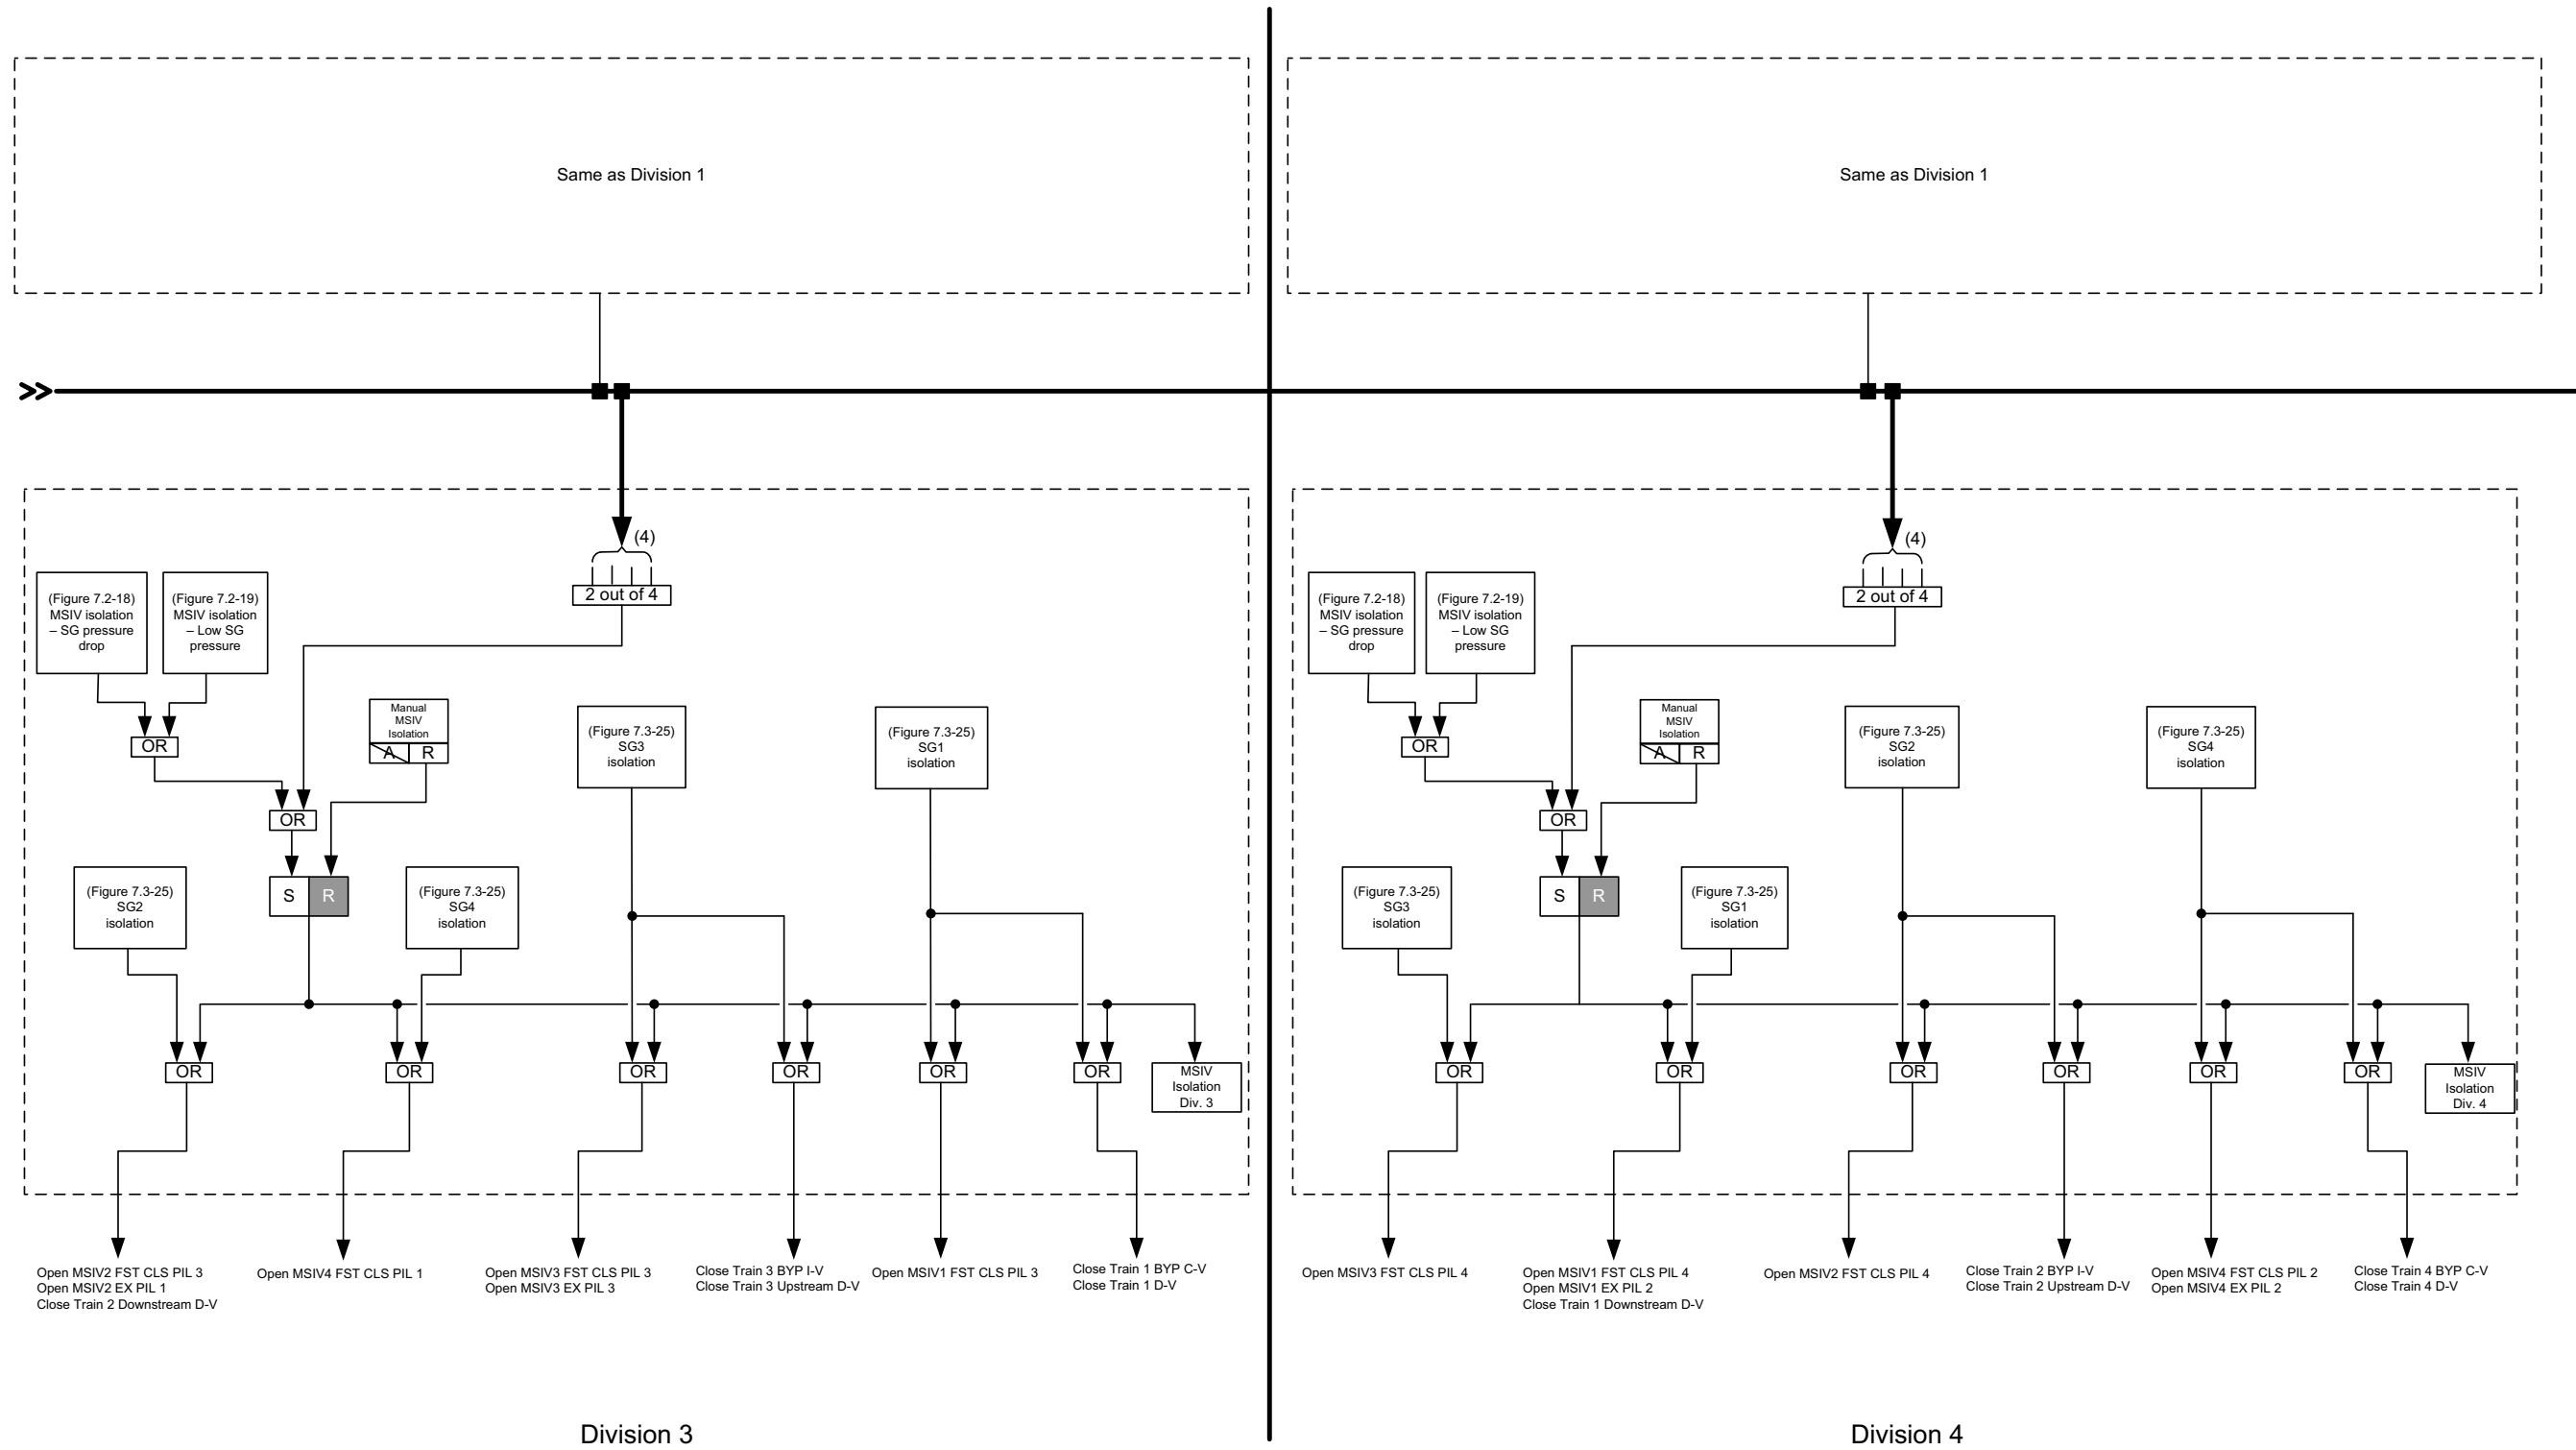 Same as Division 1
(4)
2 out of 4
(Figure 7.2-18)
MSIV isolation
– SG pressure
drop
(Figure 7.2-19)
MSIV isolation
– Low SG
pressure
OR
Manual
MSIV
Isolation
A R
OR
S R
(Figure 7.3-25)
SG3
isolation
(Figure 7.3-25)
SG1
isolation
(Figure 7.3-25)
SG2
isolation
(Figure 7.3-25)
SG4
isolation
OR
OR
OR
OR
OR
OR
MSIV
Isolation
Div. 3
Open MSIV2 FST CLS PIL 3
Open MSIV2 EX PIL 1
Close Train 2 Downstream D-V
Open MSIV4 FST CLS PIL 1
Open MSIV3 FST CLS PIL 3
Open MSIV3 EX PIL 3
Close Train 3 BYP I-V
Close Train 3 Upstream D-V
Open MSIV1 FST CLS PIL 3
Close Train 1 BYP C-V
Close Train 1 D-V
Division 3
Same as Division 1
(4)
2 out of 4
(Figure 7.2-18)
MSIV isolation
– SG pressure
drop
(Figure 7.2-19)
MSIV isolation
– Low SG
pressure
OR
Manual
MSIV
Isolation
A R
OR
S R
(Figure 7.3-25)
SG2
isolation
(Figure 7.3-25)
SG4
isolation
(Figure 7.3-25)
SG3
isolation
(Figure 7.3-25)
SG1
isolation
OR
OR
OR
OR
OR
OR
MSIV
Isolation
Div. 4
Open MSIV3 FST CLS PIL 4
Open MSIV1 FST CLS PIL 4
Open MSIV1 EX PIL 2
Close Train 1 Downstream D-V
Open MSIV2 FST CLS PIL 4
Close Train 2 BYP I-V
Close Train 2 Upstream D-V
Open MSIV4 FST CLS PIL 2
Open MSIV4 EX PIL 2
Close Train 4 BYP C-V
Close Train 4 D-V
Division 4